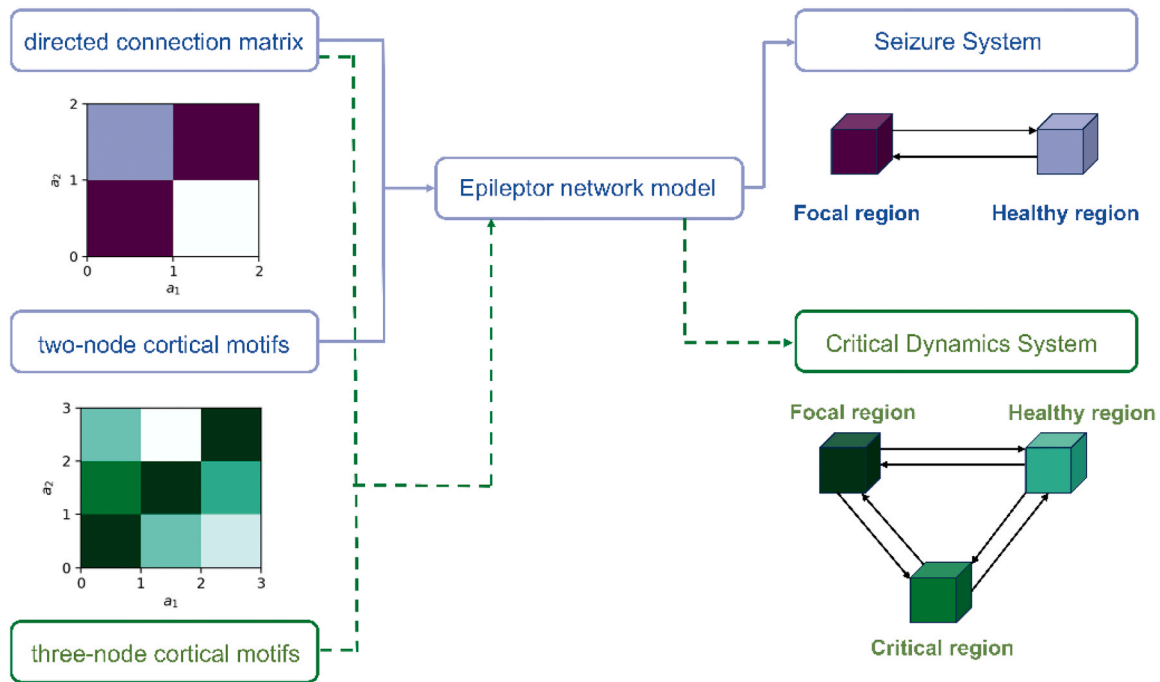 directed connection matrix
Seizure System
2
1
0
a₂
0 1 2
a₁
Epileptor network model
Focal region
Healthy region
two-node cortical motifs
Critical Dynamics System
3
2
1
0
a₂
0 1 2 3
a₁
Focal region
Healthy region
three-node cortical motifs
Critical region